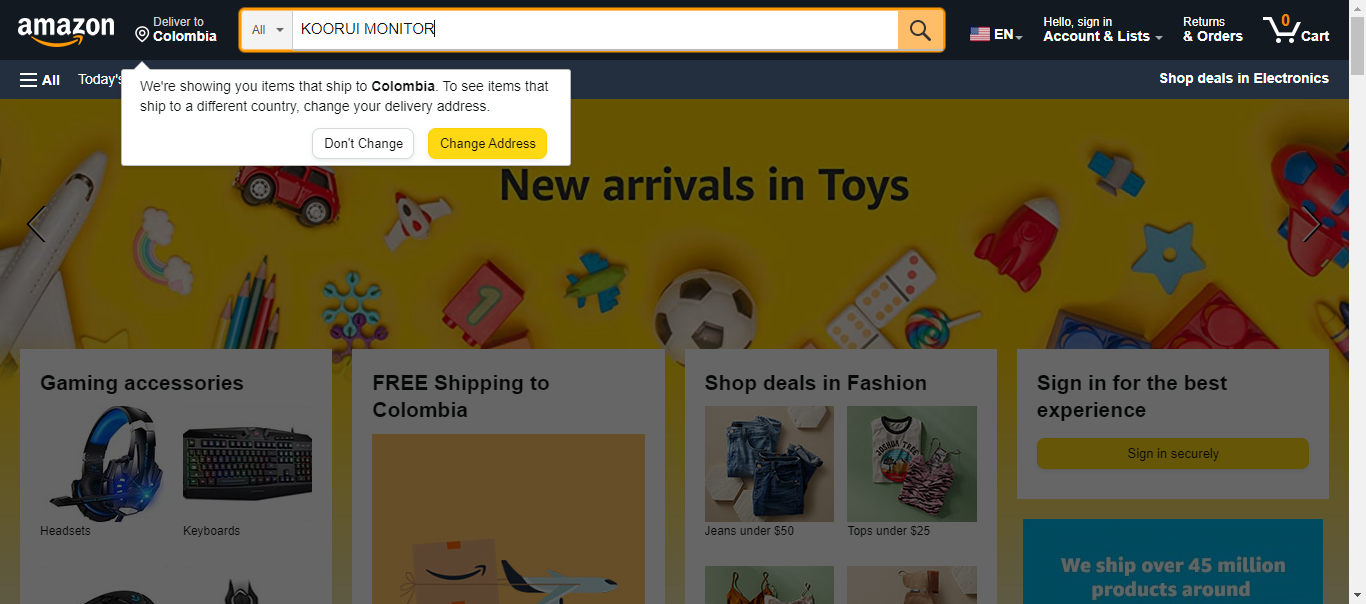 amazon
Deliver to
Colombia
All
KOORUI MONITOR
EN
Hello, sign in
Account & Lists
Returns
& Orders
0
Cart
All
Today's
Shop deals in Electronics
We're showing you items that ship to Colombia. To see items that
ship to a different country, change your delivery address.
Don't Change
Change Address
New arrivals in Toys
1
Gaming accessories
Headsets
Keyboards
FREE Shipping to
Colombia
Shop deals in Fashion
JOSHUA TREE
Jeans under $50
Tops under $25
Sign in for the best
experience
Sign in securely
We ship over 45 million
products around